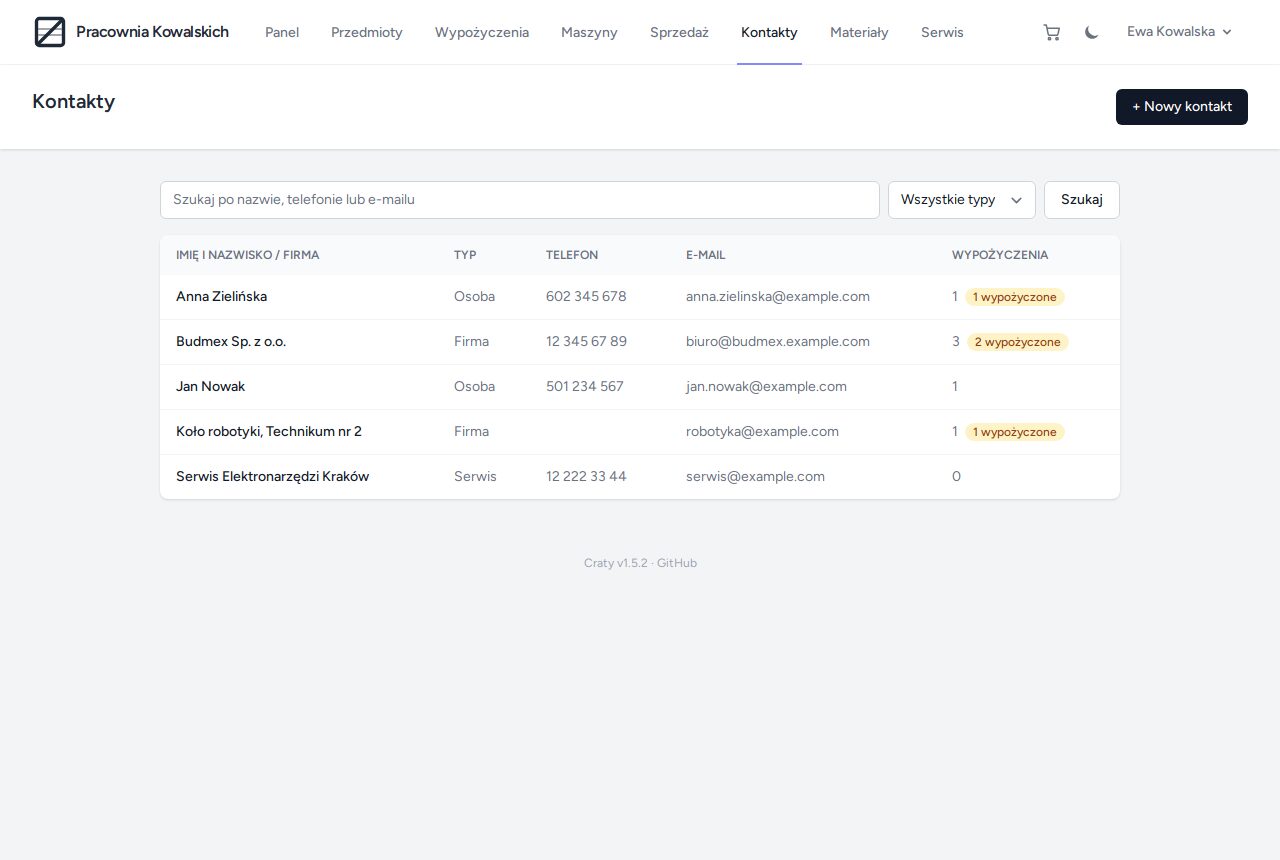 Pracownia Kowalskich Panel Przedmioty Wypożyczenia Maszyny Sprzedaż Kontakty Materiały Serwis Ewa Kowalska
Kontakty + Nowy kontakt
Szukaj po nazwie, telefonie lub e-mailu Wszystkie typy Szukaj
IMIĘ I NAZWISKO / FIRMA TYP TELEFON E-MAIL WYPOŻYCZENIA
Anna Zielińska Osoba 602 345 678 anna.zielinska@example.com 1 1 wypożyczone
Budmex Sp. z o.o. Firma 12 345 67 89 biuro@budmex.example.com 3 2 wypożyczone
Jan Nowak Osoba 501 234 567 jan.nowak@example.com 1
Koło robotyki, Technikum nr 2 Firma robotyka@example.com 1 1 wypożyczone
Serwis Elektronarzędzi Kraków Serwis 12 222 33 44 serwis@example.com 0
Craty v1.5.2 · GitHub